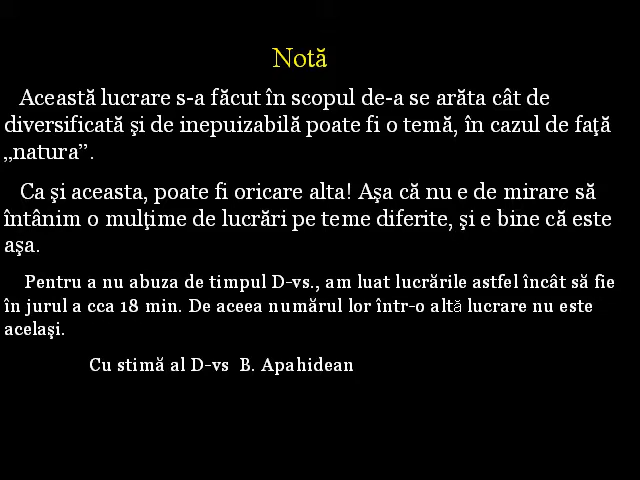 Notă
Această lucrare s-a făcut în scopul de-a se arăta cât de
diversificată şi de inepuizabilă poate fi o temă, în cazul de faţă
„natura”.
Ca şi aceasta, poate fi oricare alta! Aşa că nu e de mirare să
întânim o mulţime de lucrări pe teme diferite, şi e bine că este
aşa.
Pentru a nu abuza de timpul D-vs., am luat lucrările astfel încât să fie
în jurul a cca 18 min. De aceea numărul lor într-o altă lucrare nu este
acelaşi.
Cu stimă al D-vs B. Apahidean